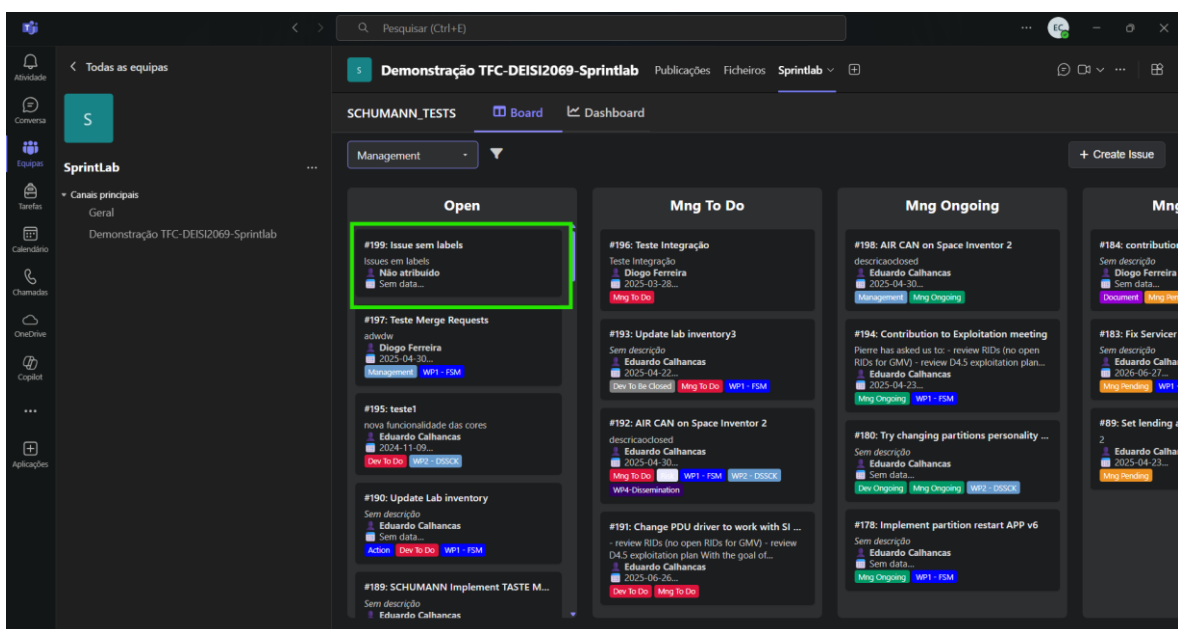 Pesquisar (Ctrl+E)
EC
Atividade
Conversa
Equipas
Tarefas
Calendário
Chamadas
OneDrive
Copilot
Aplicações
Todas as equipas
S
SprintLab
Canais principais
Geral
Demonstração TFC-DEISI2069-Sprintlab
S
Demonstração TFC-DEISI2069-Sprintlab Publicações Ficheiros Sprintlab
SCHUMANN_TESTS Board Dashboard
Management
+ Create Issue
Open
#199: Issue sem labels
Issues em labels
Não atribuído
Sem data...
#197: Teste Merge Requests
adwdw
Diogo Ferreira
2025-04-30...
Management WP1 - FSM
#195: teste1
nova funcionalidade das cores
Eduardo Calhancas
2024-11-09...
Dev To Do WP2 - DSSCK
#190: Update Lab inventory
Sem descrição
Eduardo Calhancas
Sem data...
Action Dev To Do WP1 - FSM
#189: SCHUMANN Implement TASTE M...
Sem descrição
Eduardo Calhancas
Mng To Do
#196: Teste Integração
Teste Integração
Diogo Ferreira
2025-03-28...
Mng To Do
#193: Update lab inventory3
Sem descrição
Eduardo Calhancas
2025-04-22...
Dev To Be Closed Mng To Do WP1 - FSM
#192: AIR CAN on Space Inventor 2
descricaoclosed
Eduardo Calhancas
2025-04-30...
Mng To Do WP1 - FSM WP2 - DSSCK
WP4-Dissemination
#191: Change PDU driver to work with SI ...
- review RIDs (no open RIDs for GMV) - review
D4.5 exploitation plan With the goal of...
Eduardo Calhancas
2025-06-26...
Dev To Do Mng To Do
Mng Ongoing
#198: AIR CAN on Space Inventor 2
descricaoclosed
Eduardo Calhancas
2025-04-30...
Management Mng Ongoing
#194: Contribution to Exploitation meeting
Pierre has asked us to: - review RIDs (no open
RIDs for GMV) - review D4.5 exploitation plan...
Eduardo Calhancas
2025-04-23...
Mng Ongoing WP1 - FSM
#180: Try changing partitions personality ...
Sem descrição
Eduardo Calhancas
Sem data...
Dev Ongoing Mng Ongoing WP2 - DSSCK
#178: Implement partition restart APP v6
Sem descrição
Eduardo Calhancas
Sem data...
Mng Ongoing WP1 - FSM
Mng
#184: contribution
Sem descrição
Diogo Ferreira
Sem data...
Document Mng Pen
#183: Fix Servicer
Sem descrição
Eduardo Calha
2026-06-27...
Mng Pending WP1 -
#89: Set lending a
2
Eduardo Calha
2025-04-23...
Mng Pending